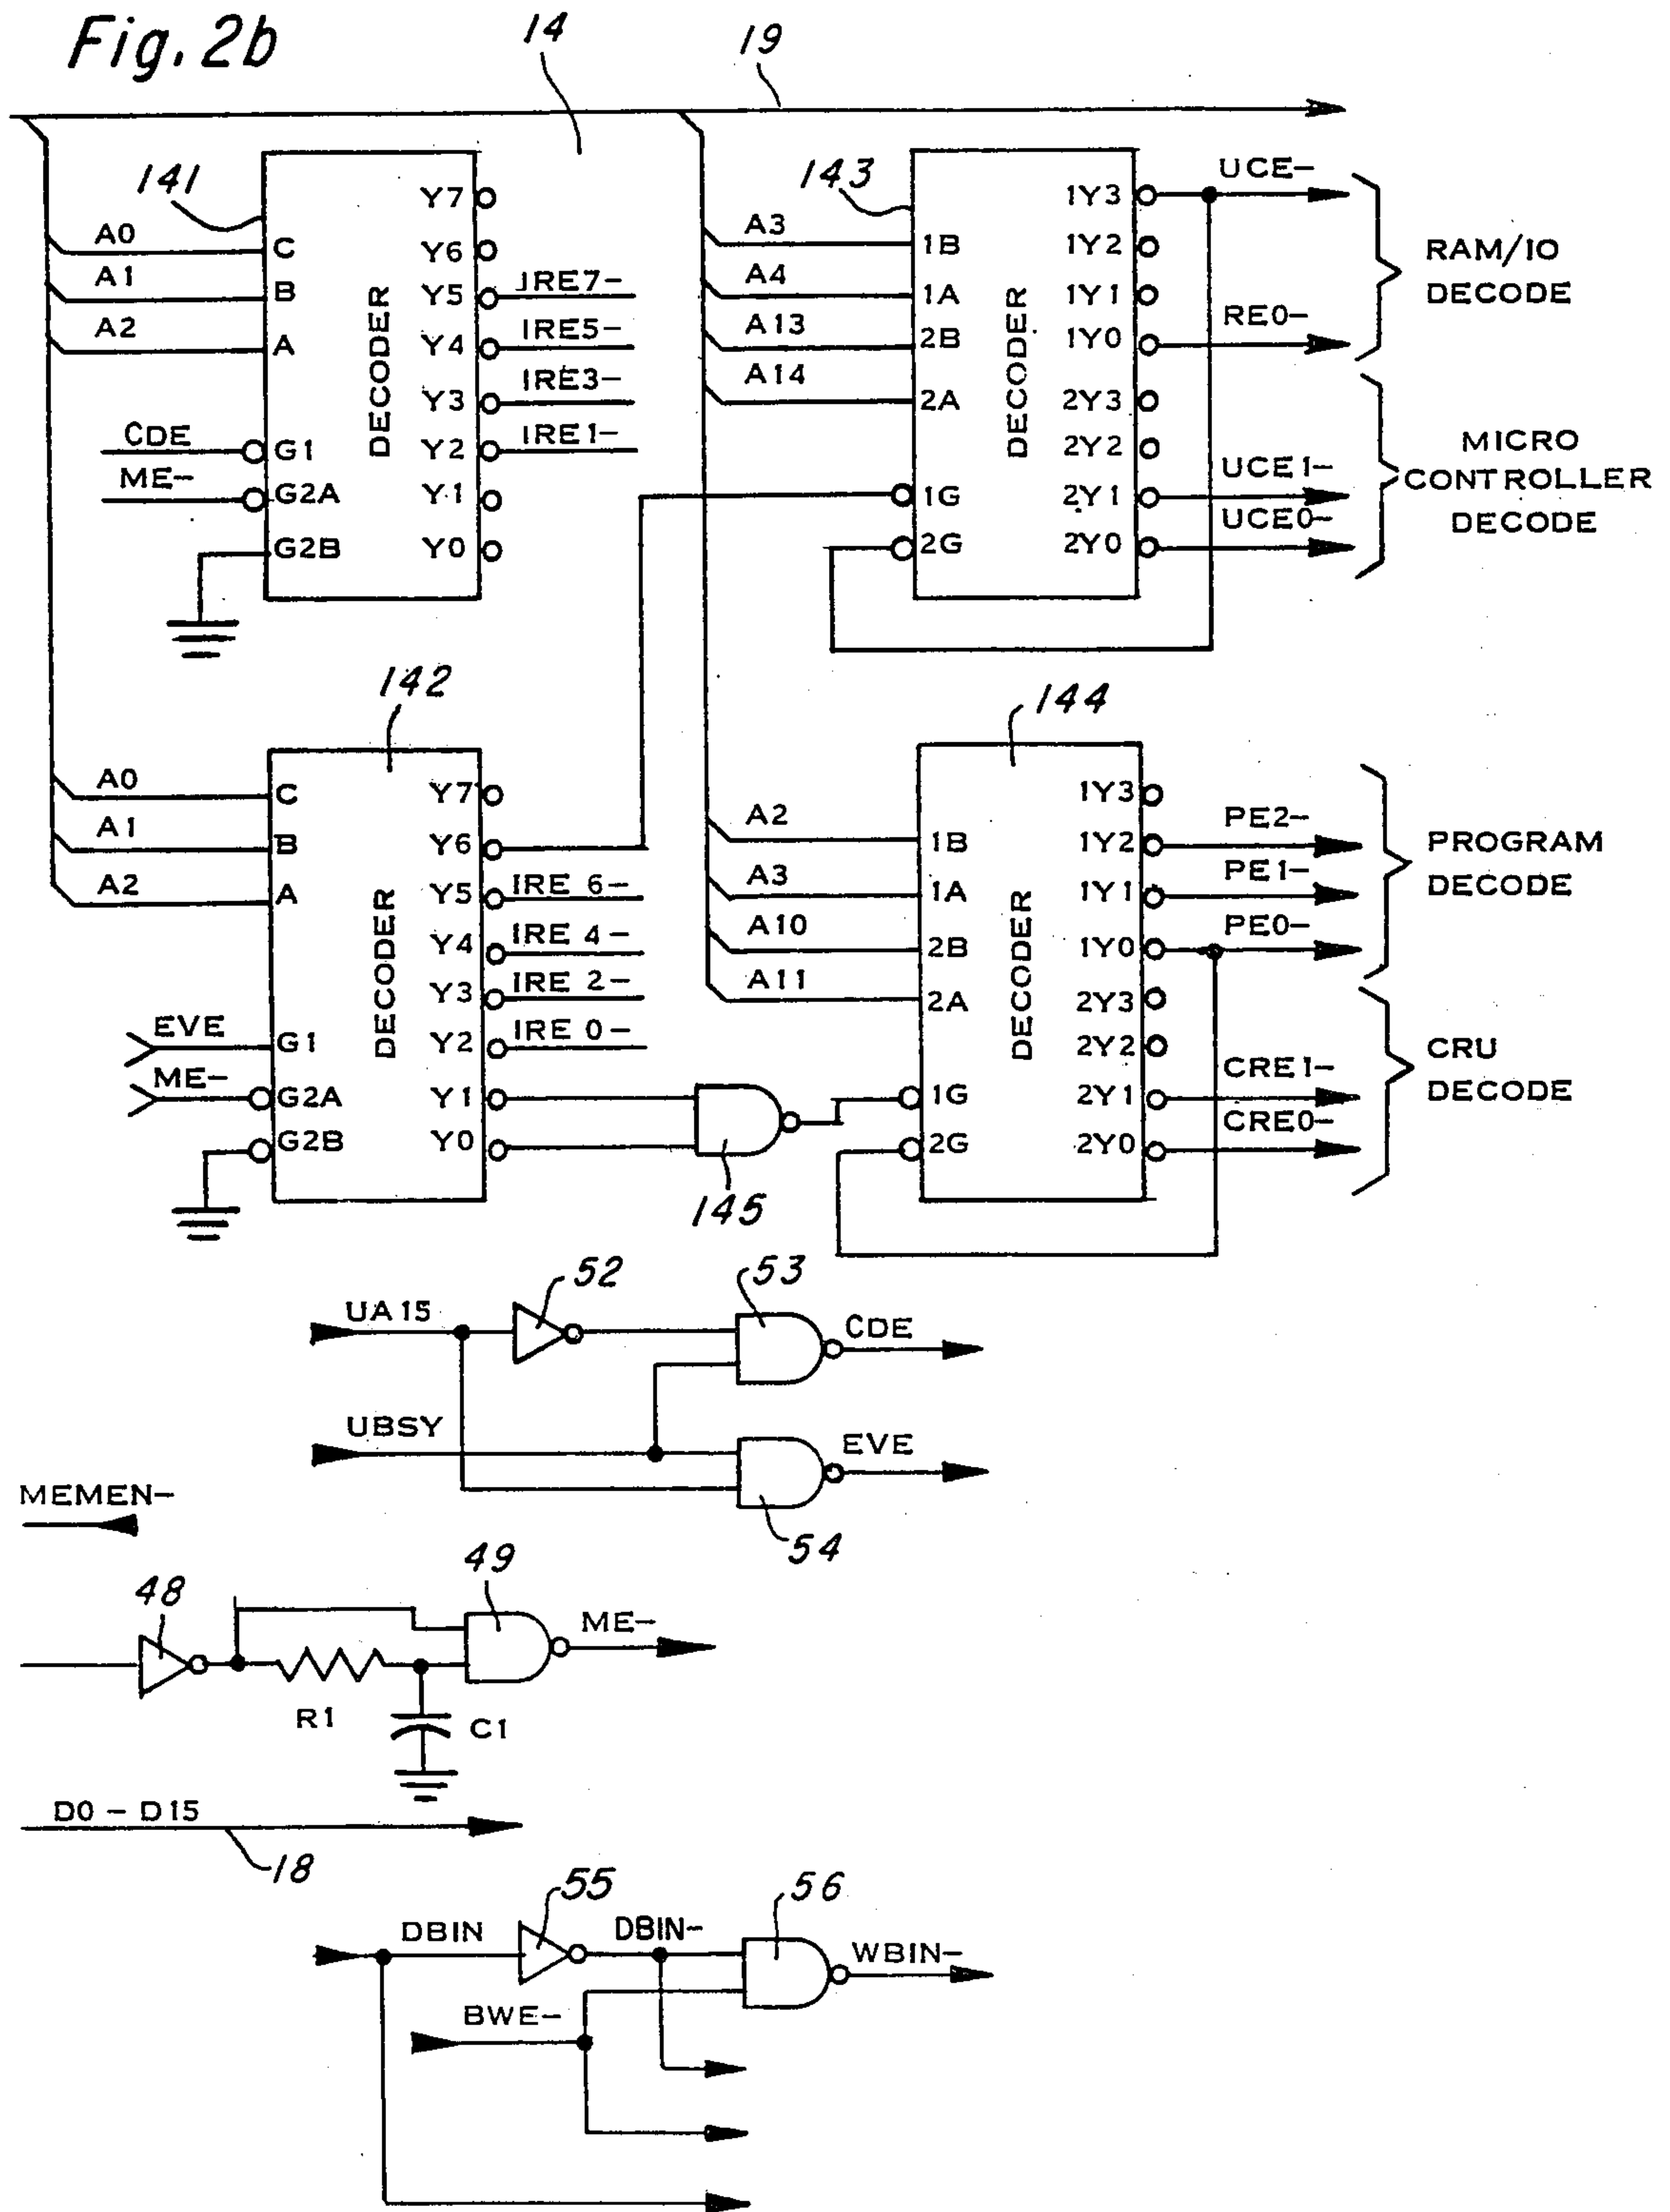 Fig. 2b
14
19
141
A0
A1
A2
CDE
ME-
C
B
A
G1
G2A
G2B
DECODER
Y7
Y6
Y5
Y4
Y3
Y2
Y1
Y0
IRE7-
IRE5-
IRE3-
IRE1-
143
A3
A4
A13
A14
1B
1A
2B
2A
1G
2G
DECODER
1Y3
1Y2
1Y1
1Y0
2Y3
2Y2
2Y1
2Y0
UCE-
RE0-
UCE1-
UCE0-
RAM/IO
DECODE
MICRO
CONTROLLER
DECODE
142
A0
A1
A2
EVE
ME-
C
B
A
G1
G2A
G2B
DECODER
Y7
Y6
Y5
Y4
Y3
Y2
Y1
Y0
IRE 6-
IRE 4-
IRE 2-
IRE 0-
145
144
A2
A3
A10
A11
1B
1A
2B
2A
1G
2G
DECODER
1Y3
1Y2
1Y1
1Y0
2Y3
2Y2
2Y1
2Y0
PE2-
PE1-
PE0-
CRE1-
CRE0-
PROGRAM
DECODE
CRU
DECODE
UA15
52
53
CDE
UBSY
EVE
54
MEMEN-
48
49
ME-
R1
C1
D0 - D15
18
DBIN
55
DBIN-
56
WBIN-
BWE-